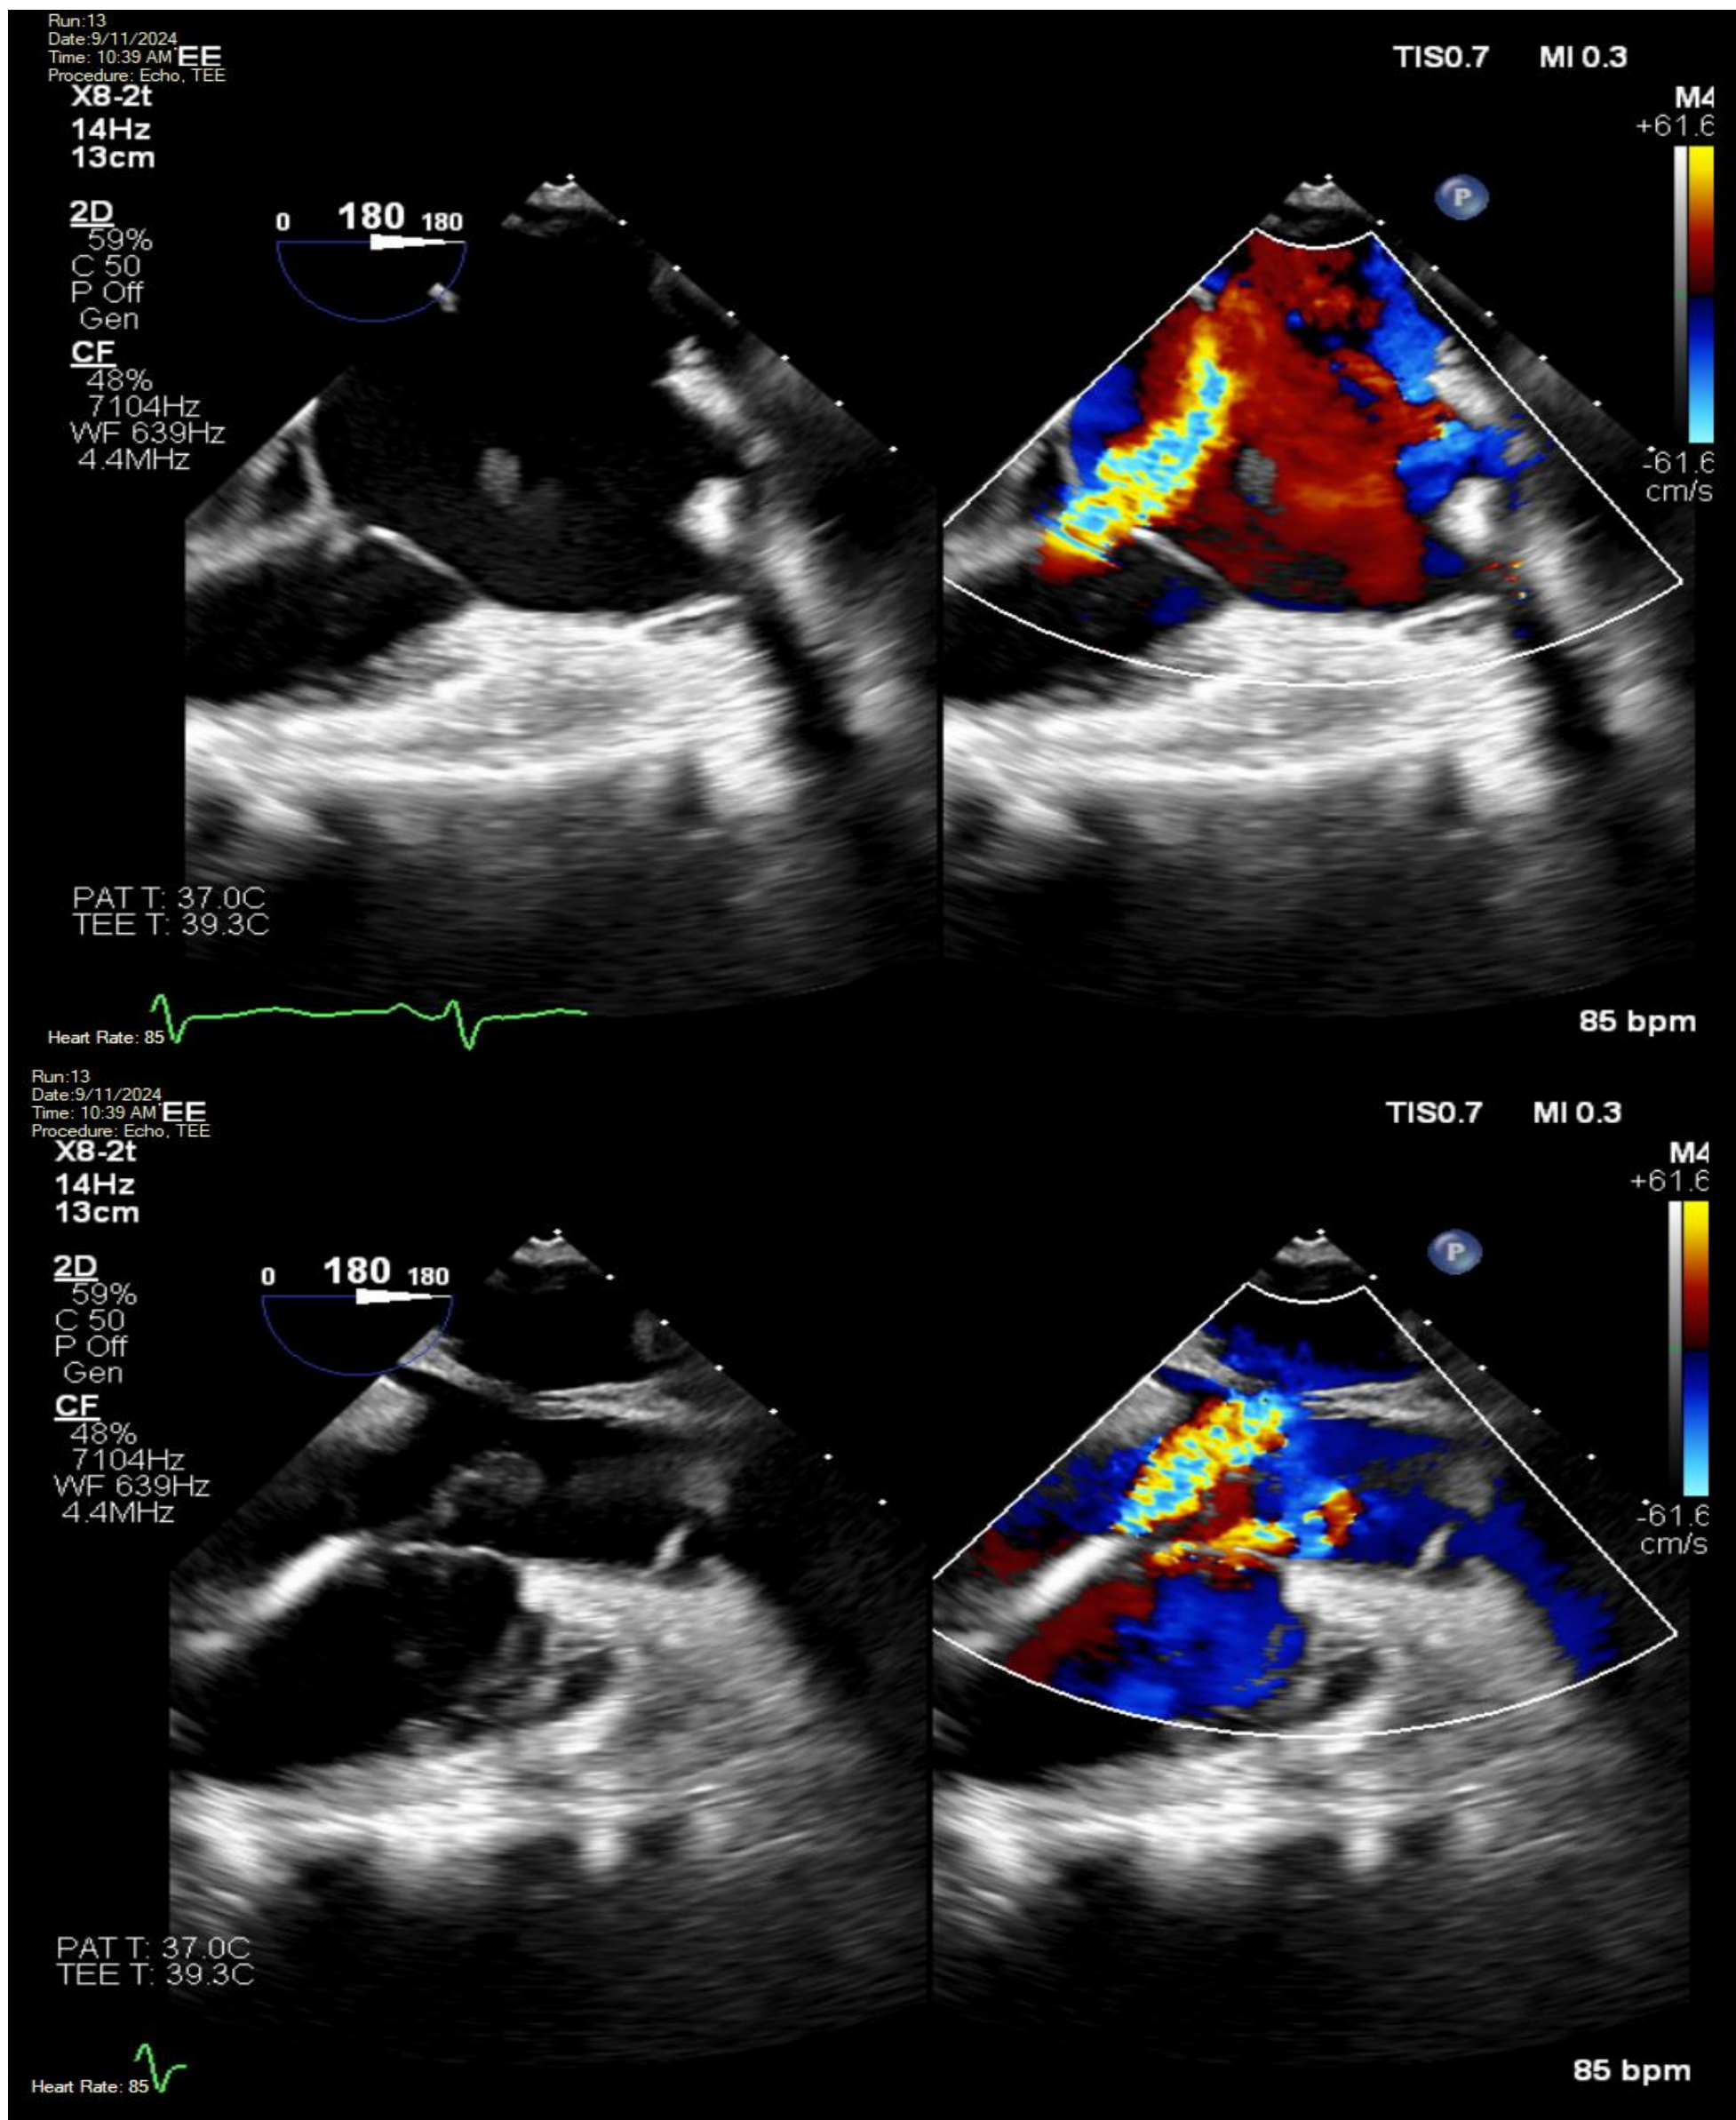 Run:13
Date:9/11/2024
Time: 10:39 AM EE
Procedure: Echo, TEE
TIS0.7 MI 0.3
X8-2t
14Hz
13cm
M4
+61.6
2D
59%
C 50
P Off
Gen
0 180 180
P
CF
48%
7104Hz
WF 639Hz
4.4MHz
-61.6
cm/s
PAT T: 37.0C
TEE T: 39.3C
Heart Rate: 85
85 bpm
Run:13
Date:9/11/2024
Time: 10:39 AM EE
Procedure: Echo, TEE
TIS0.7 MI 0.3
X8-2t
14Hz
13cm
M4
+61.6
2D
59%
C 50
P Off
Gen
0 180 180
P
CF
48%
7104Hz
WF 639Hz
4.4MHz
-61.6
cm/s
PAT T: 37.0C
TEE T: 39.3C
Heart Rate: 85
85 bpm